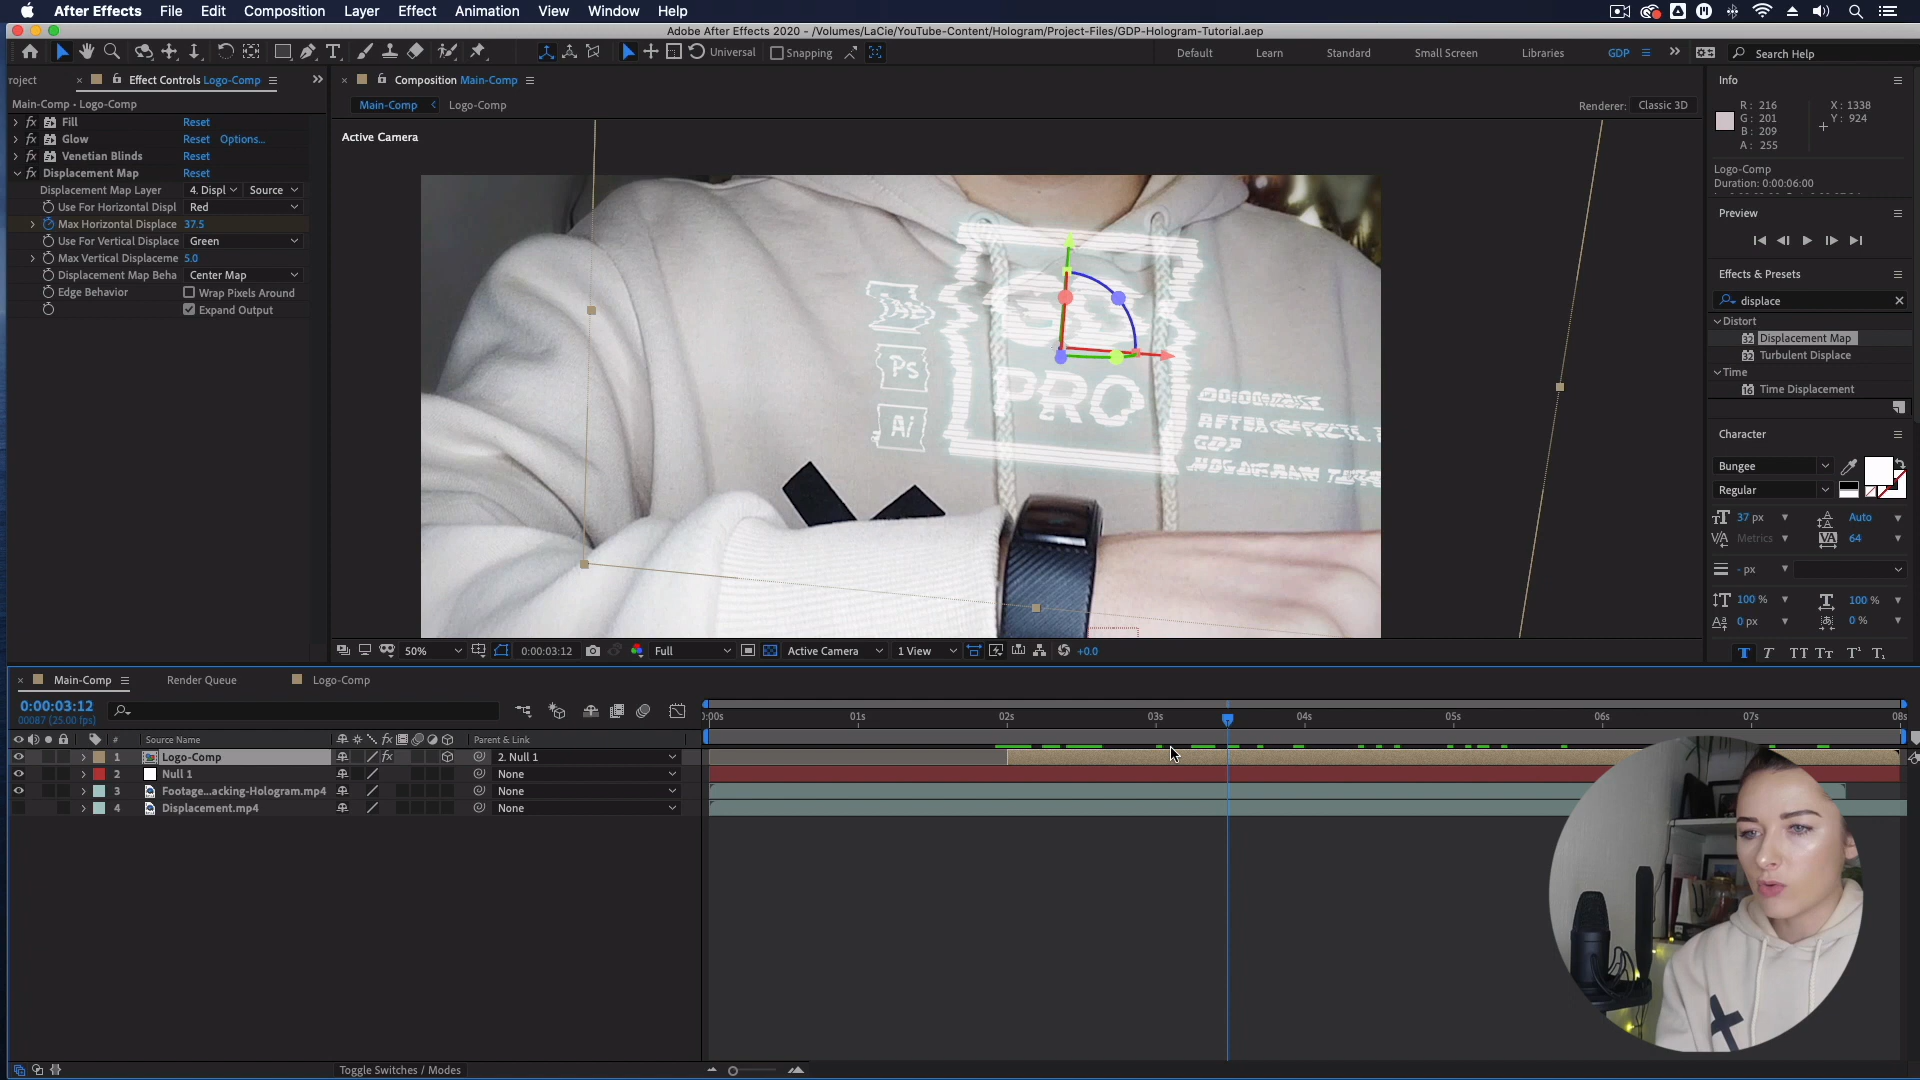 After Effects File Edit Composition Layer Effect Animation View Window Help
Adobe After Effects 2020 - /Volumes/LaCie/YouTube-Content/Hologram/Project-Files/GDP-Hologram-Tutorial.aep
Universal Snapping Default Learn Standard Small Screen Libraries GDP Search Help
roject Effect Controls Logo-Comp
Main-Comp • Logo-Comp
Fill Reset
Glow Reset Options...
Venetian Blinds Reset
Displacement Map Reset
Displacement Map Layer 4. Displ Source
Use For Horizontal Displ Red
Max Horizontal Displace 37.5
Use For Vertical Displace Green
Max Vertical Displaceme 5.0
Displacement Map Beha Center Map
Edge Behavior Wrap Pixels Around
Expand Output
Composition Main-Comp
Main-Comp Logo-Comp
Renderer: Classic 3D
Active Camera
Ps
Ai
PRO
GDP
50% 0:00:03:12 Full Active Camera 1 View +0.0
Info
R: 216 X: 1338
G: 201 Y: 924
B: 209
A: 255
Logo-Comp
Duration: 0:00:06:00
Preview
Effects & Presets
displace
Distort
32 Displacement Map
32 Turbulent Displace
Time
16 Time Displacement
Character
Bungee
Regular
37 px Auto
Metrics 64
- px
100 % 100 %
0 px 0 %
Main-Comp Render Queue Logo-Comp
0:00:03:12
00087 (25.00 fps)
:00s 01s 02s 03s 04s 05s 06s 07s 08s
# Source Name Parent & Link
1 Logo-Comp 2. Null 1
2 Null 1 None
3 Footage...acking-Hologram.mp4 None
4 Displacement.mp4 None
Toggle Switches / Modes